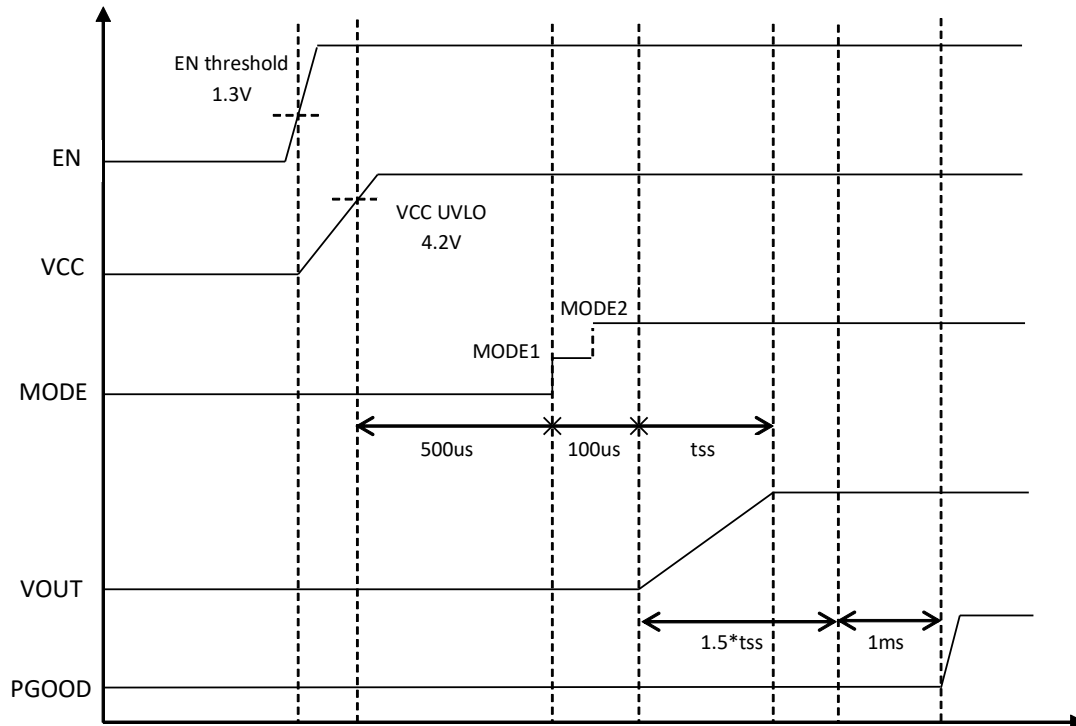 EN threshold
1.3V
EN
VCC UVLO
4.2V
VCC
MODE2
MODE1
MODE
500us
100us
tss
VOUT
1.5*tss
1ms
PGOOD